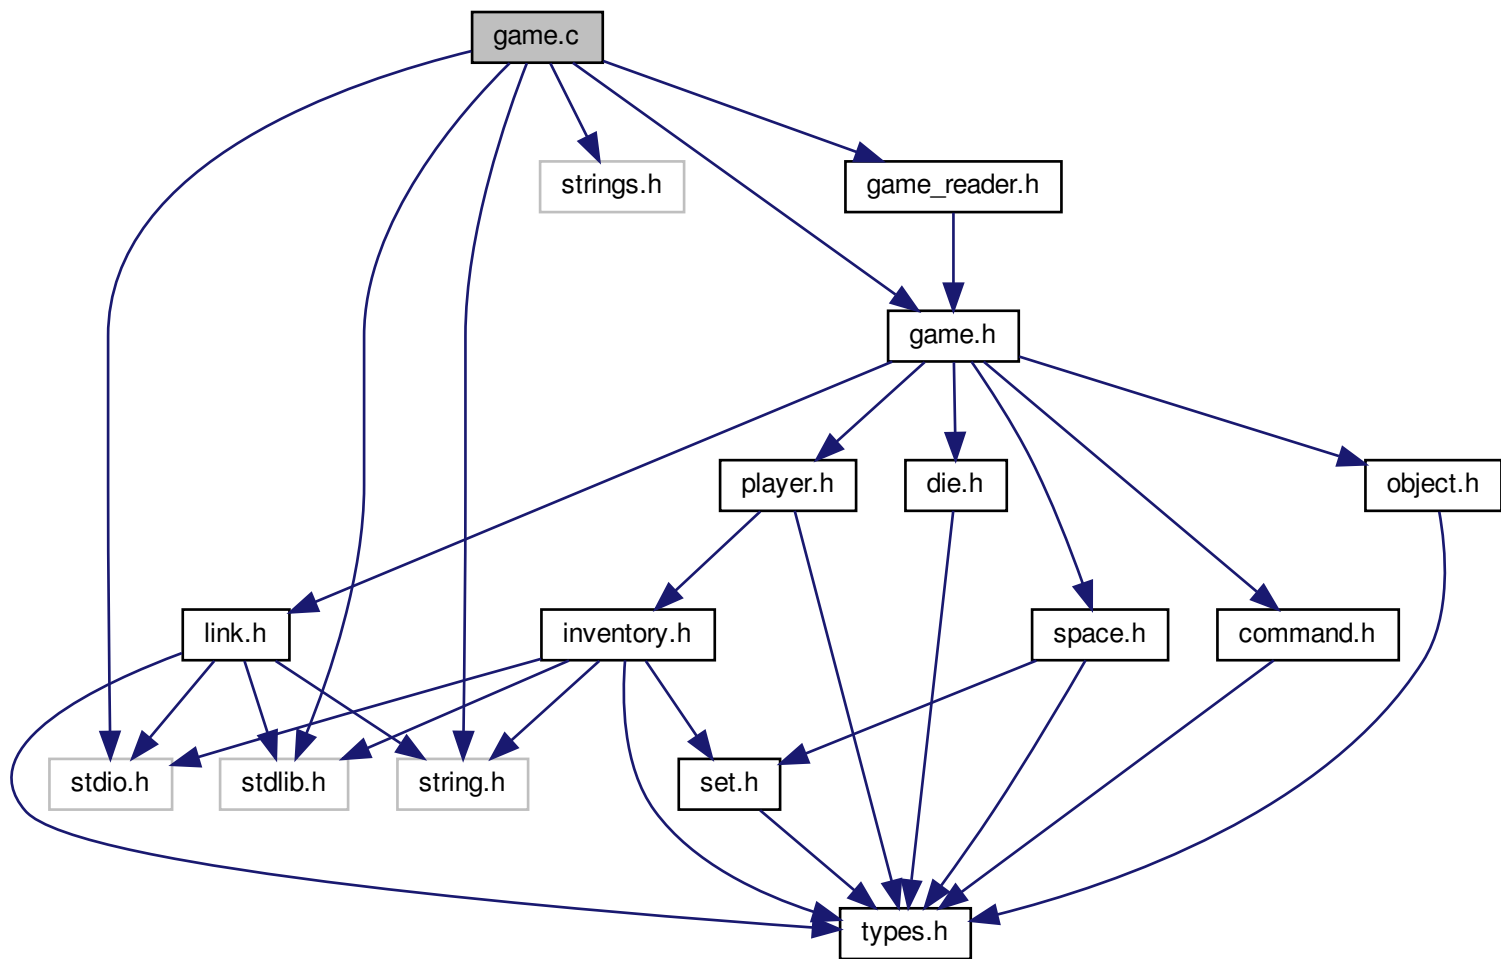 game.c
strings.h
game_reader.h
game.h
player.h
die.h
object.h
link.h
inventory.h
space.h
command.h
stdio.h
stdlib.h
string.h
set.h
types.h